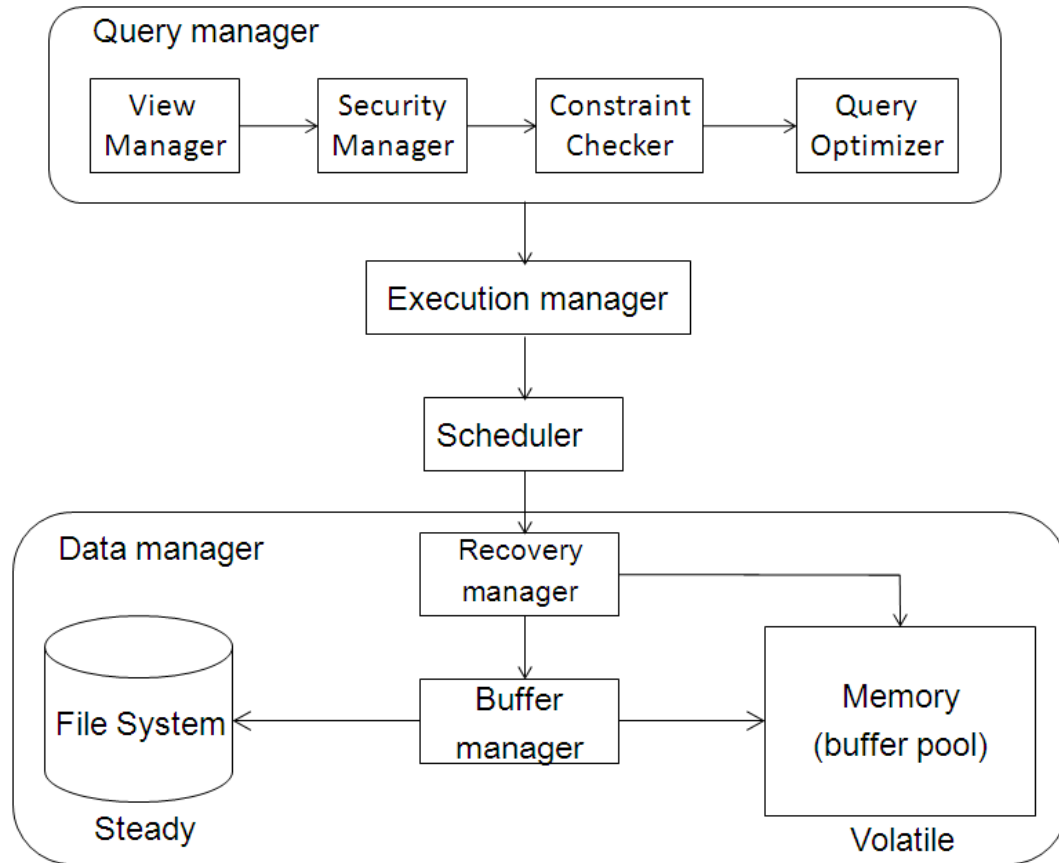 Query manager
View
Manager
Security
Manager
Constraint
Checker
Query
Optimizer
Execution manager
Scheduler
Data manager
Recovery
manager
File System
Buffer
manager
Memory
(buffer pool)
Steady
Volatile